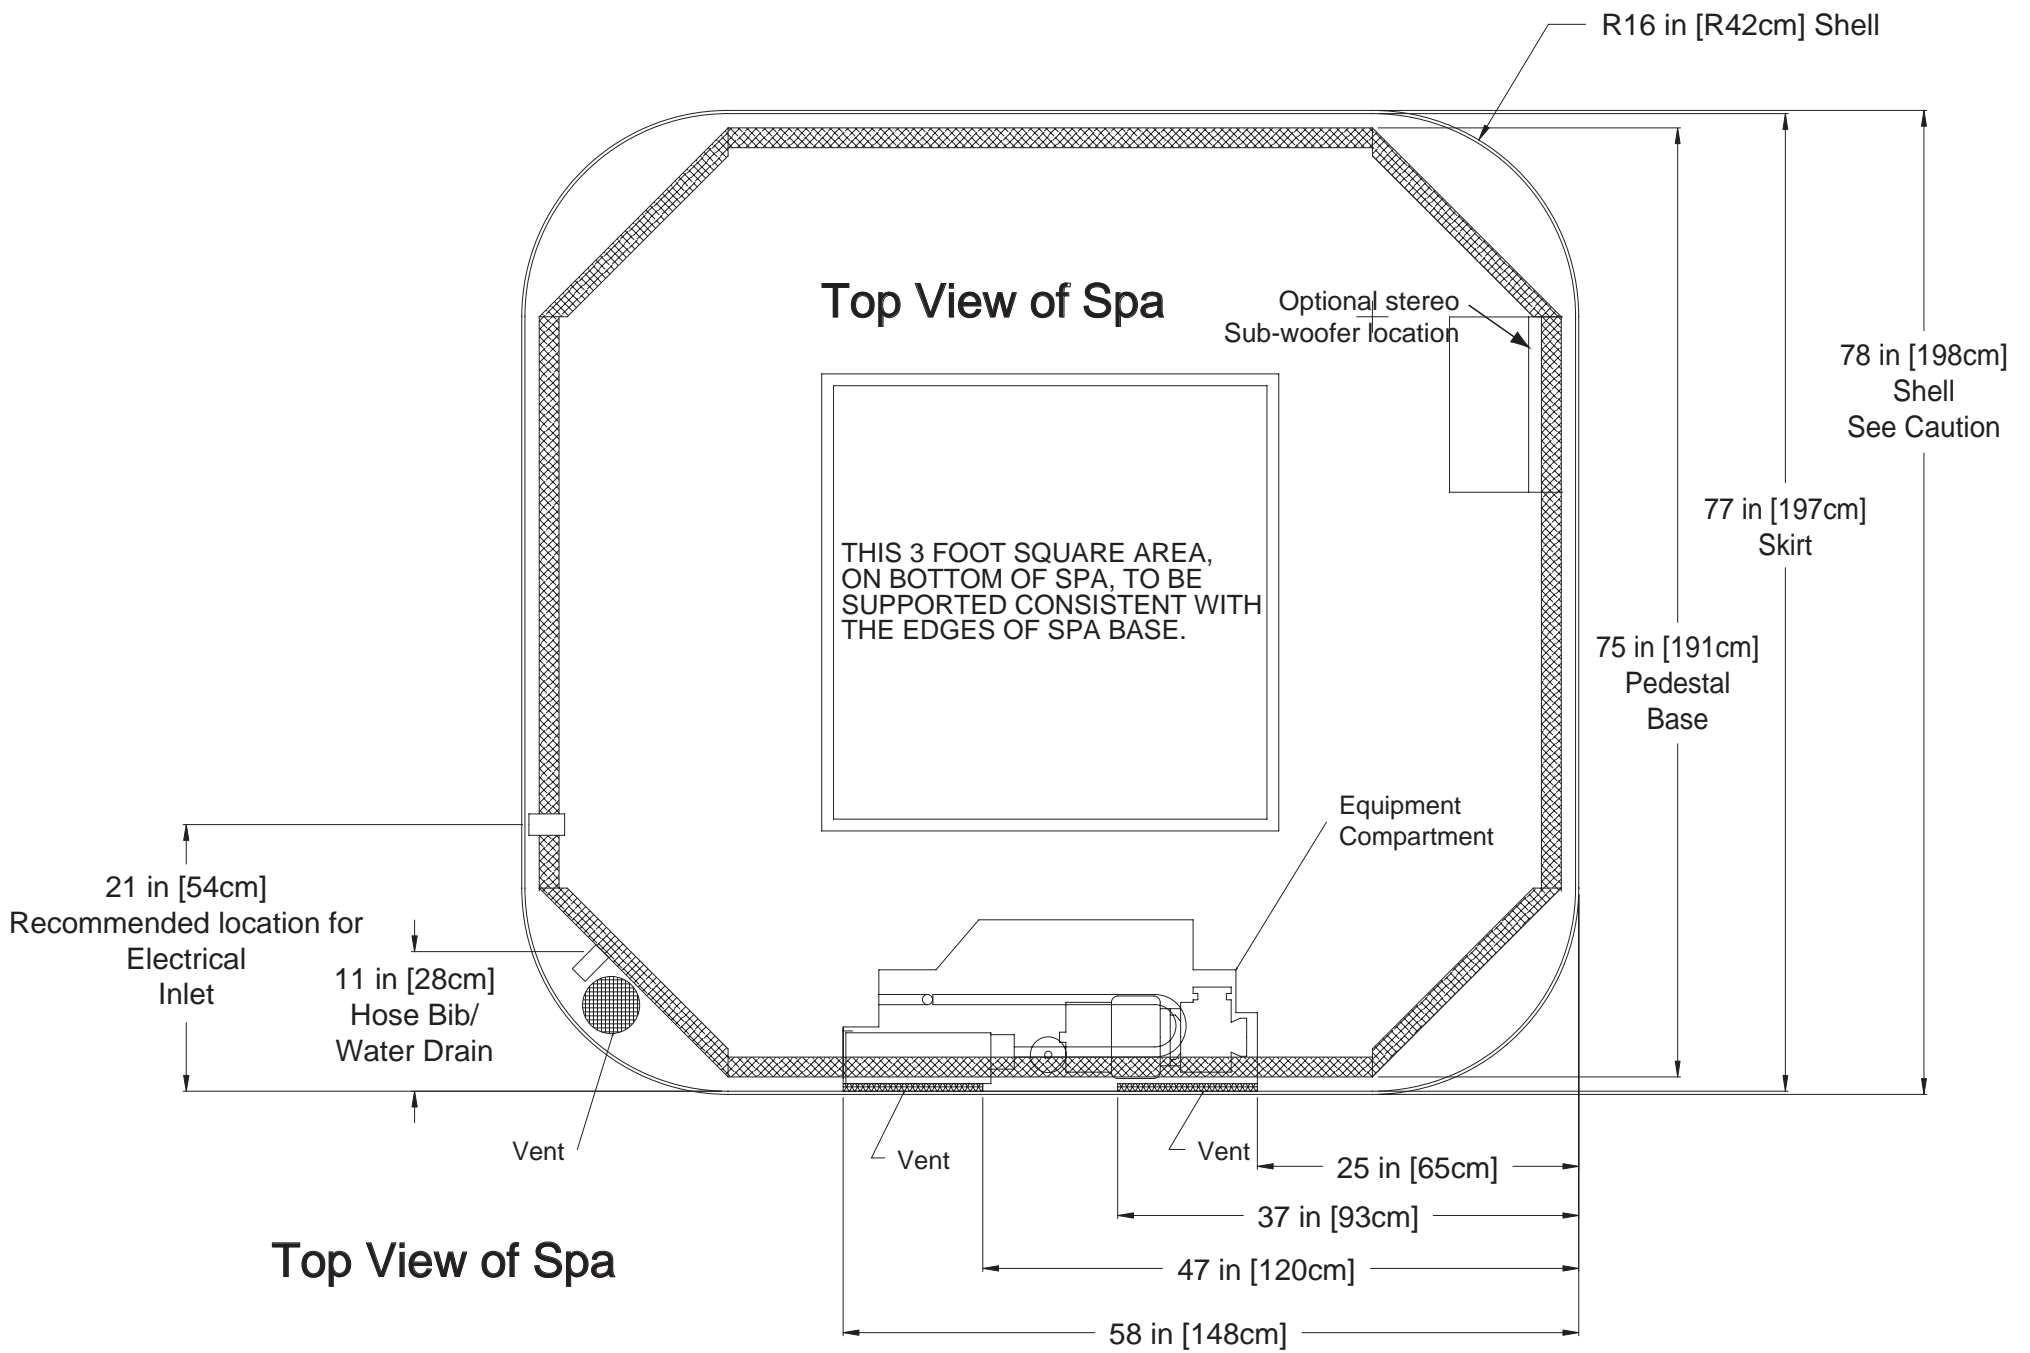 R16 in [R42cm] Shell
Top View of Spa
Optional stereo
Sub-woofer location
78 in [198cm]
Shell
See Caution
77 in [197cm]
Skirt
THIS 3 FOOT SQUARE AREA,
ON BOTTOM OF SPA, TO BE
SUPPORTED CONSISTENT WITH
THE EDGES OF SPA BASE.
75 in [191cm]
Pedestal
Base
Equipment
Compartment
21 in [54cm]
Recommended location for
Electrical
Inlet
11 in [28cm]
Hose Bib/
Water Drain
Vent
Vent
Vent
25 in [65cm]
37 in [93cm]
47 in [120cm]
58 in [148cm]
Top View of Spa